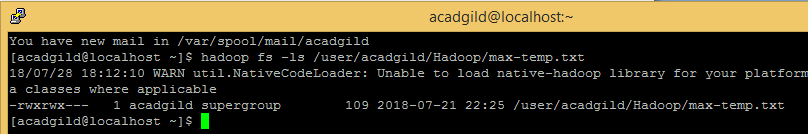 acadgild@localhost:~
You have new mail in /var/spool/mail/acadgild
[acadgild@localhost ~]$ hadoop fs -ls /user/acadgild/Hadoop/max-temp.txt
18/07/28 18:12:10 WARN util.NativeCodeLoader: Unable to load native-hadoop library for your platform
a classes where applicable
-rwxrwx---   1 acadgild supergroup        109 2018-07-21 22:25 /user/acadgild/Hadoop/max-temp.txt
[acadgild@localhost ~]$